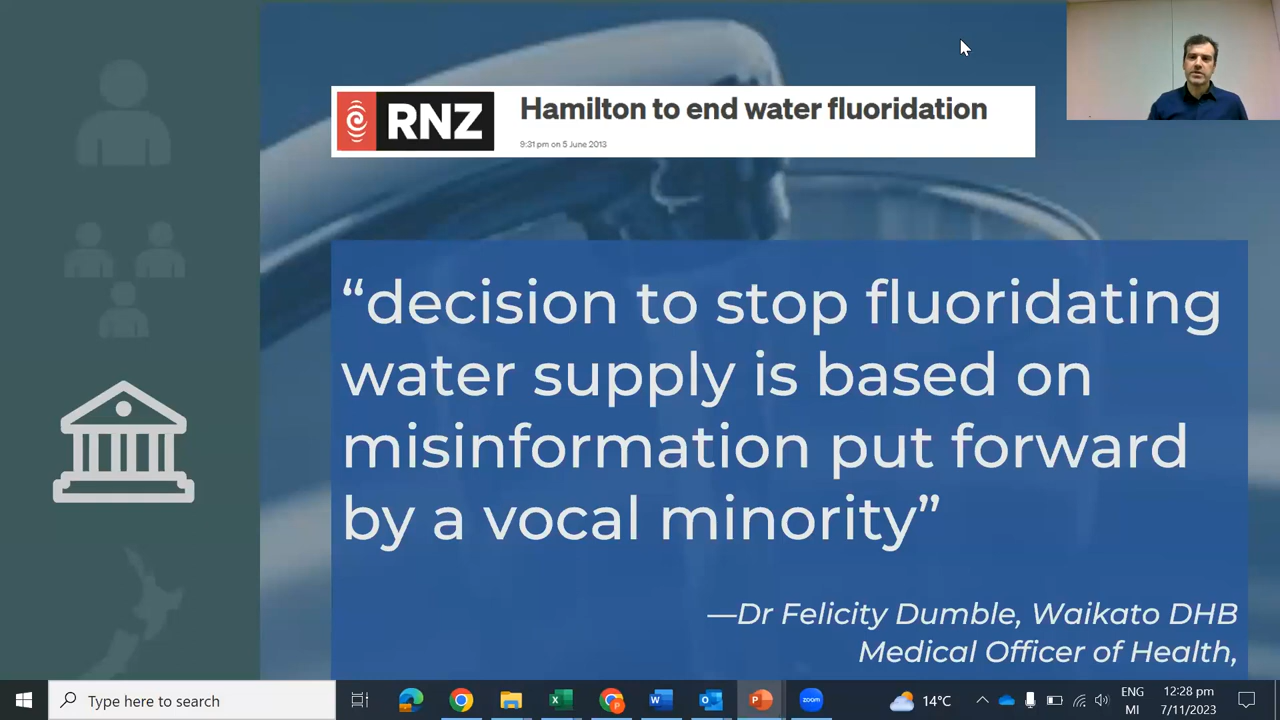 RNZ
Hamilton to end water fluoridation
9:31 pm on 5 June 2013
“decision to stop fluoridating
water supply is based on
misinformation put forward
by a vocal minority”
—Dr Felicity Dumble, Waikato DHB
Medical Officer of Health,
Type here to search
zoom
14°C
ENG
MI
12:28 pm
7/11/2023